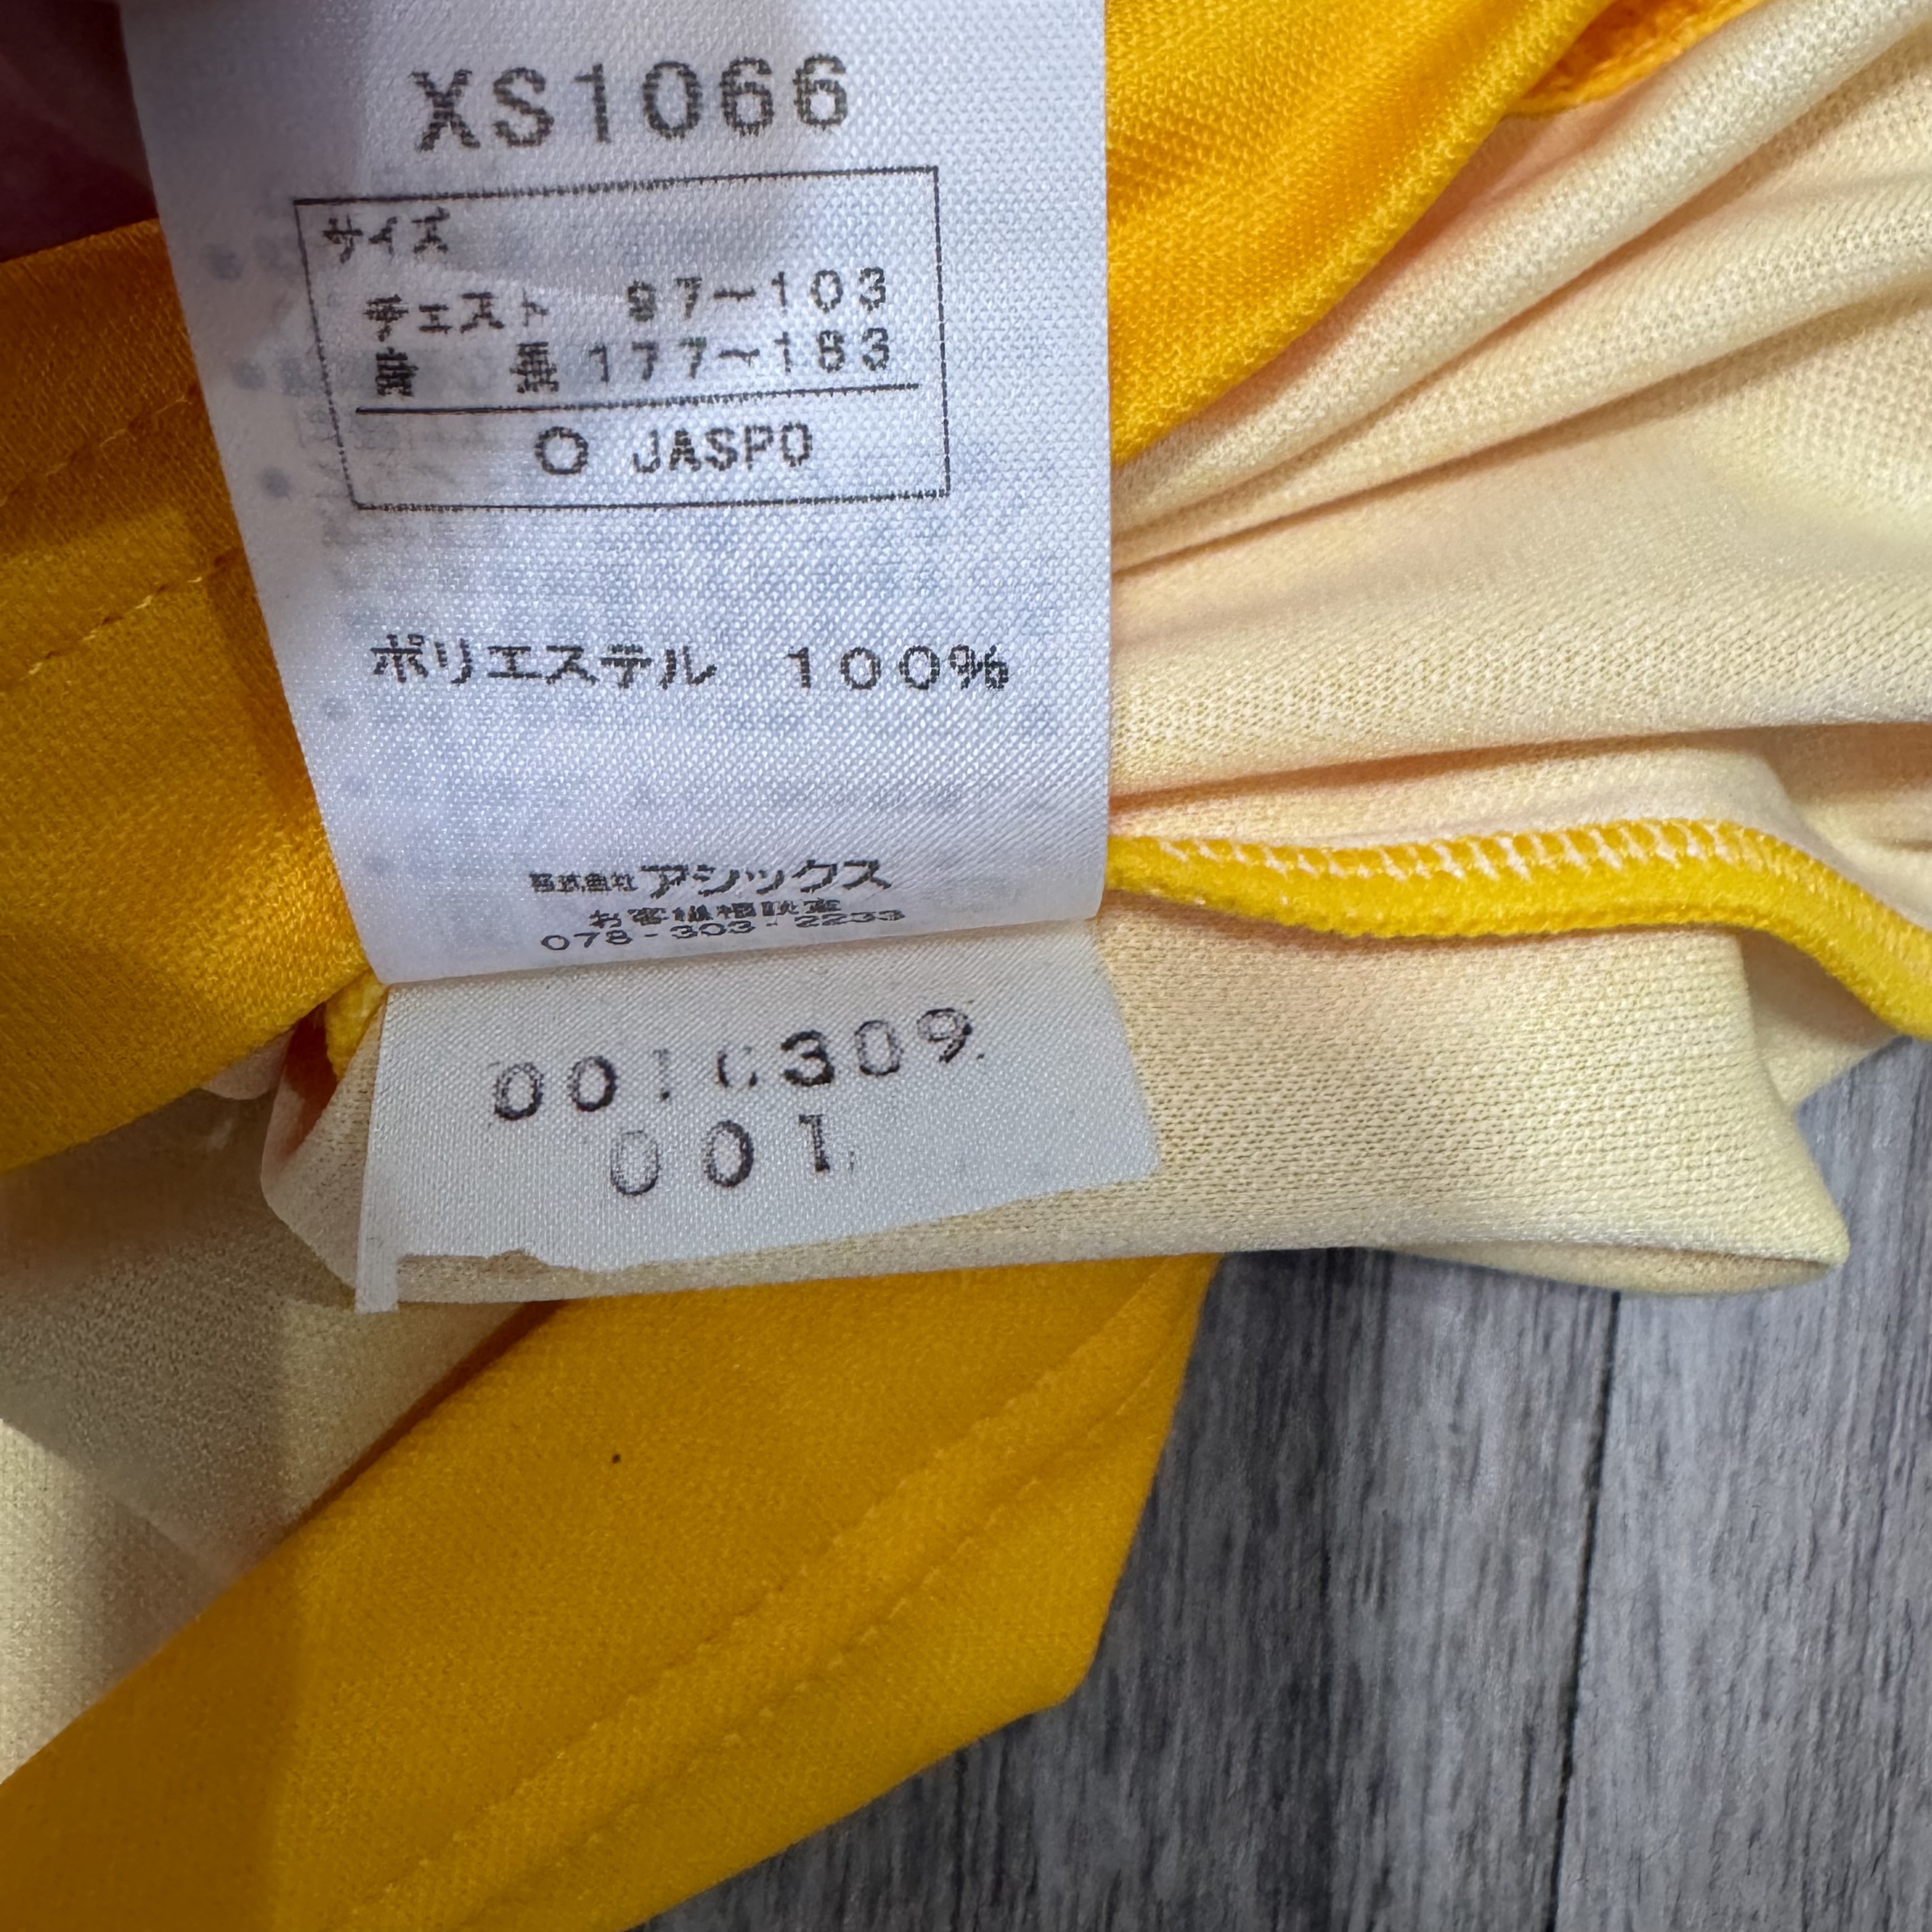 XS1066
サイズ
チェスト 97～103
身 長 177～183
○ JASPO
ポリエステル 100%
株式会社アシックス
お客様相談室
078-303-2233
0010309
001